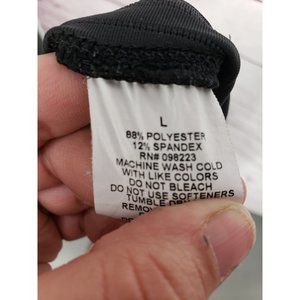 L
88% POLYESTER
12% SPANDEX
RN# 098223
MACHINE WASH COLD
WITH LIKE COLORS
DO NOT BLEACH
DO NOT USE SOFTENERS
TUMBLE
REMOV